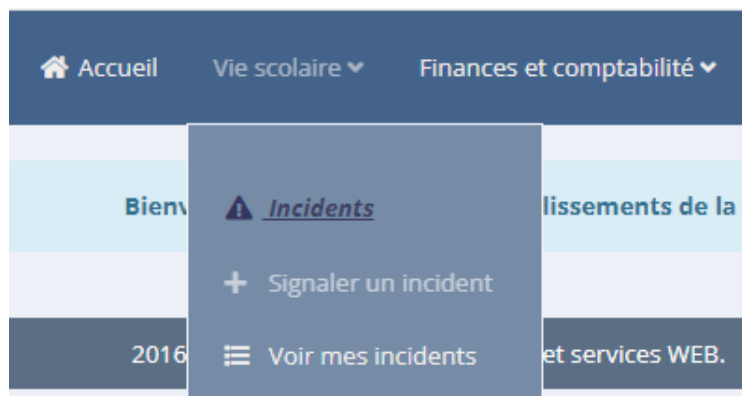 Accueil Vie scolaire Finances et comptabilité
Incidents lissements de la
Signaler un incident
2016 Voir mes incidents et services WEB.